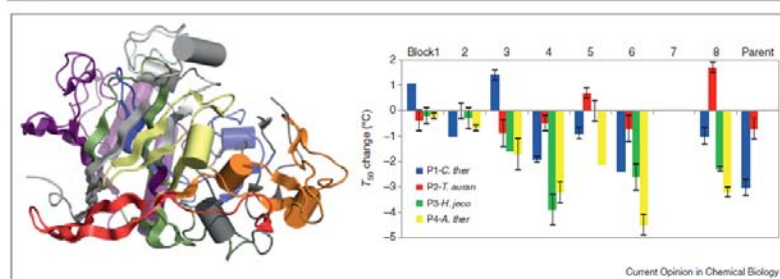 Block1 2 3 4 5 6 7 8 Parent
2
1
0
-1
-2
-3
-4
-5
T50 change (°C)
P1-C. ther
P2-T. auran
P3-H. jeco
P4-A. ther
Current Opinion in Chemical Biology